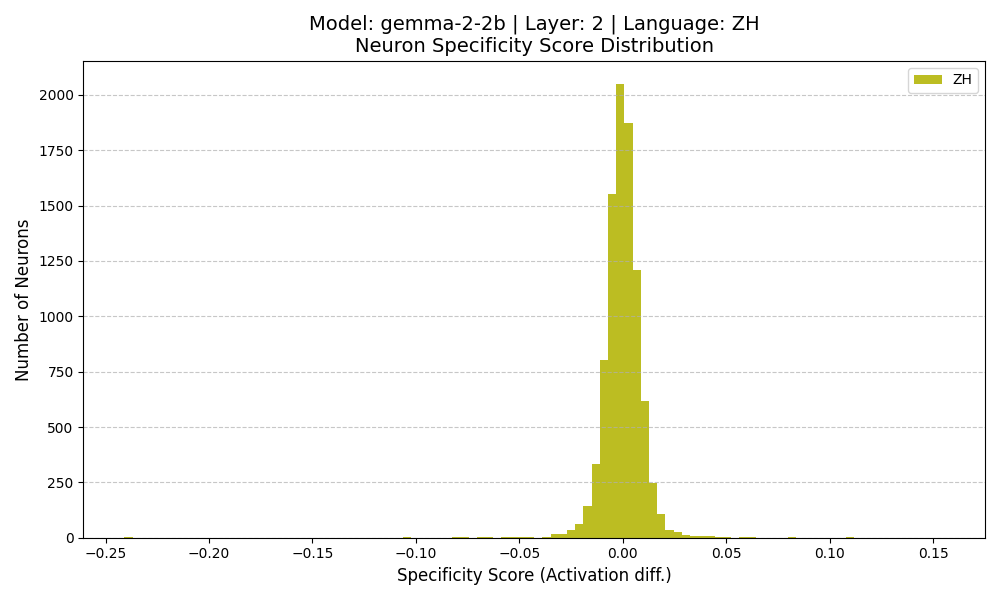 Model: gemma-2-2b | Layer: 2 | Language: ZH
Neuron Specificity Score Distribution
ZH
Number of Neurons
2000
1750
1500
1250
1000
750
500
250
0
−0.25 −0.20 −0.15 −0.10 −0.05 0.00 0.05 0.10 0.15
Specificity Score (Activation diff.)